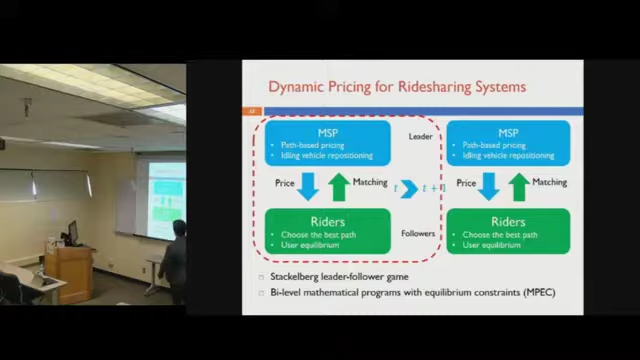 Dynamic Pricing for Ridesharing Systems
MSP
• Path-based pricing
• Idling vehicle repositioning
Leader
MSP
• Path-based pricing
• Idling vehicle repositioning
Price
Matching
t
t + 1
Price
Matching
Riders
• Choose the best path
• User equilibrium
Followers
Riders
• Choose the best path
• User equilibrium
Stackelberg leader-follower game
Bi-level mathematical programs with equilibrium constraints (MPEC)